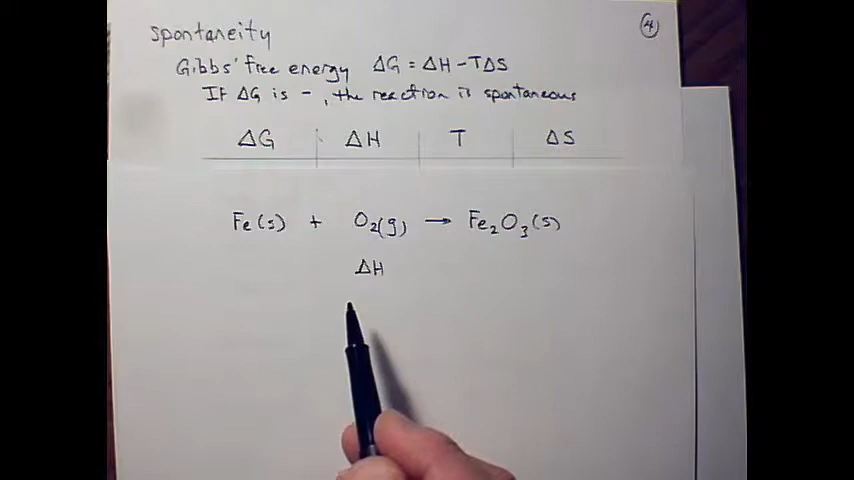 4
spontaneity
Gibbs' free energy ΔG = ΔH - TΔS
If ΔG is -, the reaction is spontaneous
ΔG ΔH T ΔS
Fe(s) + O₂(g) → Fe₂O₃(s)
ΔH